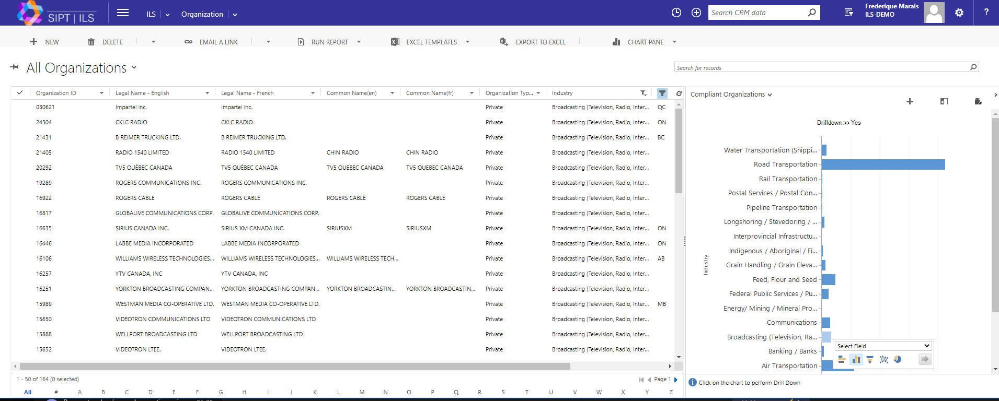 SIPT | ILS
ILS
Organization
Search CRM data
Frederique Marais
ILS-DEMO
?
NEW
DELETE
EMAIL A LINK
RUN REPORT
EXCEL TEMPLATES
EXPORT TO EXCEL
CHART PANE
All Organizations
Search for records
Organization ID Legal Name - English Legal Name - French Common Name(en) Common Name(fr) Organization Typ... Industry
030621 Impartel inc. Impartel inc. Private Broadcasting (Television, Radio, Inter... QC
24304 CKLC RADIO CKLC RADIO Private Broadcasting (Television, Radio, Inter... ON
21431 B REIMER TRUCKING LTD. B REIMER TRUCKING LTD. Private Broadcasting (Television, Radio, Inter... BC
21405 RADIO 1540 LIMITED RADIO 1540 LIMITED CHIN RADIO CHIN RADIO Private Broadcasting (Television, Radio, Inter...
20292 TV5 QUÉBEC CANADA TV5 QUÉBEC CANADA TV5 QUEBEC CANADA TV5 QUEBEC CANADA Private Broadcasting (Television, Radio, Inter...
19289 ROGERS COMMUNICATIONS INC. ROGERS COMMUNICATIONS INC. Private Broadcasting (Television, Radio, Inter...
16922 ROGERS CABLE ROGERS CABLE ROGERS CABLE ROGERS CABLE Private Broadcasting (Television, Radio, Inter...
16817 GLOBALIVE COMMUNICATIONS CORP. GLOBALIVE COMMUNICATIONS CORP. Private Broadcasting (Television, Radio, Inter...
16635 SIRIUS CANADA INC. SIRIUS XM CANADA INC. SIRIUSXM SIRIUSXM Private Broadcasting (Television, Radio, Inter... ON
16446 LABBE MEDIA INCORPORATED LABBE MEDIA INCORPORATED Private Broadcasting (Television, Radio, Inter... ON
16106 WILLIAMS WIRELESS TECHNOLOGIES... WILLIAMS WIRELESS TECHNOLOGIES... WILLIAMS WIRELESS TECH... Private Broadcasting (Television, Radio, Inter... AB
16257 YTV CANADA, INC YTV CANADA, INC Private Broadcasting (Television, Radio, Inter...
16251 YORKTON BROADCASTING COMPAN... YORKTON BROADCASTING COMPAN... YORKTON BROADCASTIN... YORKTON BROADCASTIN... Private Broadcasting (Television, Radio, Inter...
15989 WESTMAN MEDIA CO-OPERATIVE LTD. WESTMAN MEDIA CO-OPERATIVE LTD. Private Broadcasting (Television, Radio, Inter... MB
15650 VIDEOTRON COMMUNICATIONS LTD VIDEOTRON COMMUNICATIONS LTD Private Broadcasting (Television, Radio, Inter...
15888 WELLPORT BROADCASTING LTD WELLPORT BROADCASTING LTD Private Broadcasting (Television, Radio, Inter...
15652 VIDEOTRON LTEE. VIDEOTRON LTEE. Private Broadcasting (Television, Radio, Inter...
1 - 50 of 164 (0 selected)
Page 1
All # A B C D E F G H I J K L M N O P Q R S T U V W X Y Z
Compliant Organizations
Drilldown >> Yes
Industry
Water Transportation (Shippi...
Road Transportation
Rail Transportation
Postal Services / Postal Con...
Pipeline Transportation
Longshoring / Stevedoring / ...
Interprovincial Infrastructu...
Indigenous / Aboriginal / Fi...
Grain Handling / Grain Eleva...
Feed, Flour and Seed
Federal Public Services / Pu...
Energy/ Mining / Mineral Pro...
Communications
Broadcasting (Television, Ra...
Banking / Banks
Air Transportation
Select Field
Click on the chart to perform Drill Down